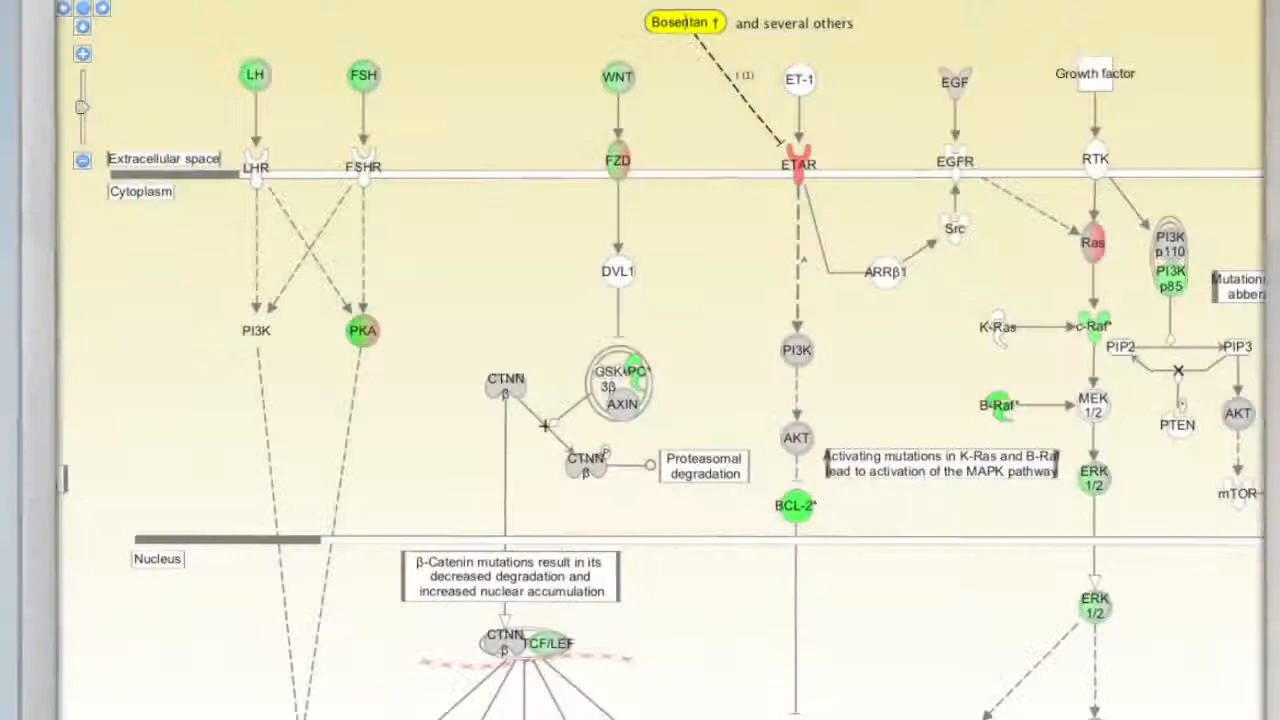 Bosentan ↑
and several others
LH
FSH
WNT
ET-1
EGF
Growth factor
I (1)
Extracellular space
LHR
FSHR
FZD
ETAR
EGFR
RTK
Cytoplasm
Src
Ras
PI3K
p110
PI3K
p85
DVL1
A
ARRβ1
Mutation
abber
PI3K
PKA
K-Ras
c-Raf*
PI3K
PIP2
PIP3
CTNN
β
3β
AXIN
B-Raf*
MEK
1/2
PTEN
AKT
AKT
CTNN
β
P
Proteasomal
degradation
Activating mutations in K-Ras and B-Raf
lead to activation of the MAPK pathway
ERK
1/2
mTOR
BCL-2*
Nucleus
β-Catenin mutations result in its
decreased degradation and
increased nuclear accumulation
ERK
1/2
CTNN
β
TCF/LEF